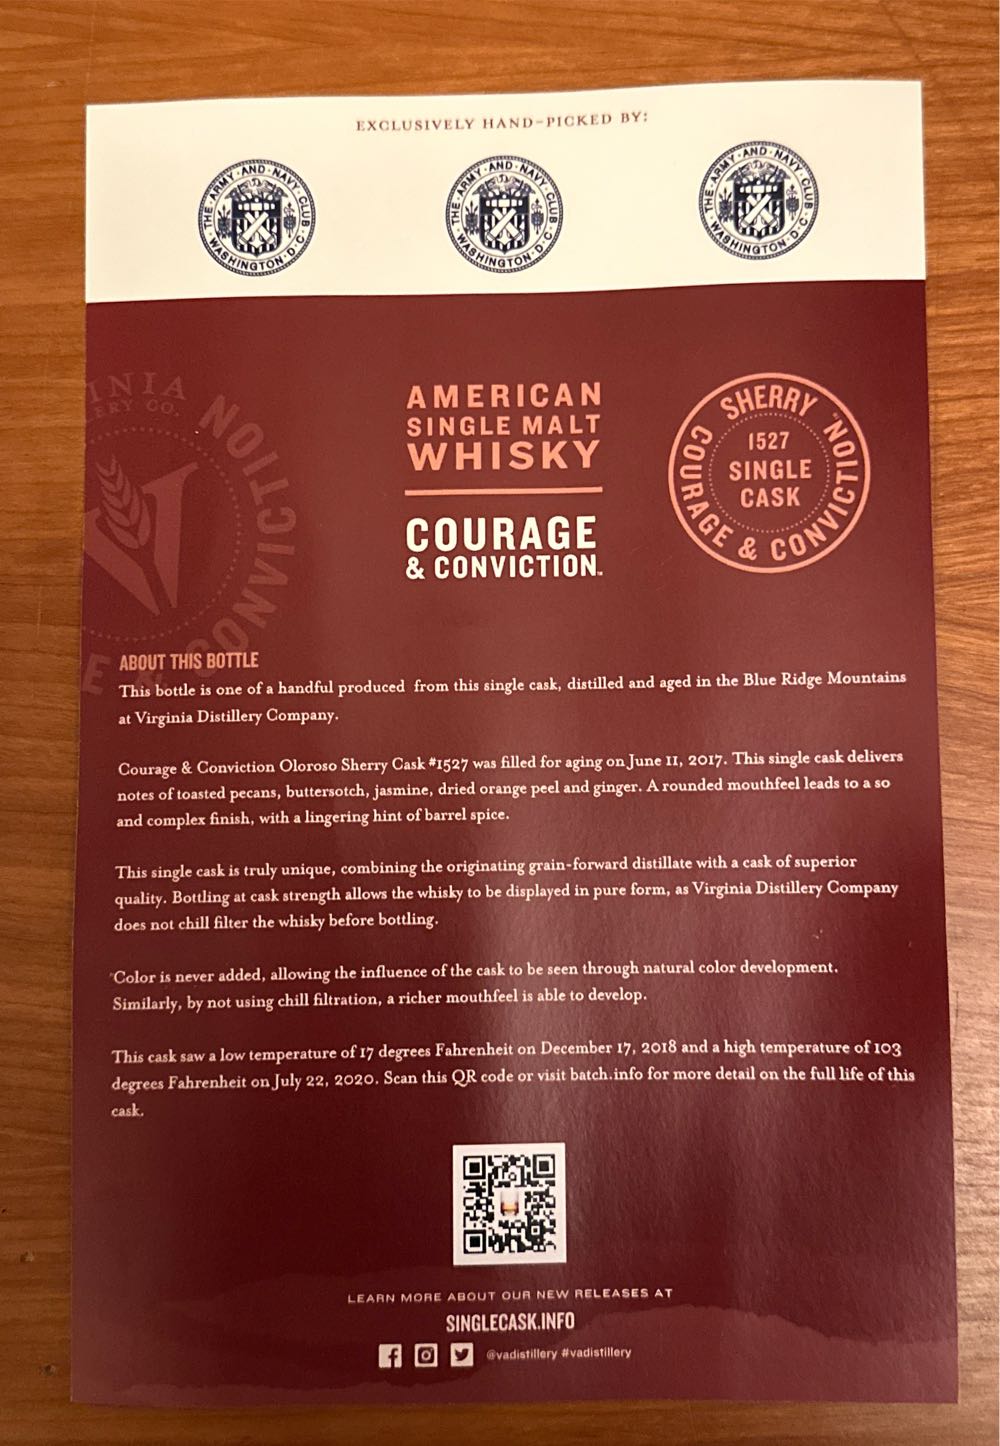 EXCLUSIVELY HAND-PICKED BY:
THE·ARMY·AND·NAVY·CLUB·WASHINGTON·D·C·
THE·ARMY·AND·NAVY·CLUB·WASHINGTON·D·C·
THE·ARMY·AND·NAVY·CLUB·WASHINGTON·D·C·
INIA
ERY CO.
E & CONVICTION
AMERICAN
SINGLE MALT
WHISKY
COURAGE
& CONVICTION™
SHERRY
1527
SINGLE
CASK
COURAGE & CONVICTION™
ABOUT THIS BOTTLE
This bottle is one of a handful produced from this single cask, distilled and aged in the Blue Ridge Mountains
at Virginia Distillery Company.
Courage & Conviction Oloroso Sherry Cask #1527 was filled for aging on June 11, 2017. This single cask delivers
notes of toasted pecans, buttersotch, jasmine, dried orange peel and ginger. A rounded mouthfeel leads to a so
and complex finish, with a lingering hint of barrel spice.
This single cask is truly unique, combining the originating grain-forward distillate with a cask of superior
quality. Bottling at cask strength allows the whisky to be displayed in pure form, as Virginia Distillery Company
does not chill filter the whisky before bottling.
Color is never added, allowing the influence of the cask to be seen through natural color development.
Similarly, by not using chill filtration, a richer mouthfeel is able to develop.
This cask saw a low temperature of 17 degrees Fahrenheit on December 17, 2018 and a high temperature of 103
degrees Fahrenheit on July 22, 2020. Scan this QR code or visit batch.info for more detail on the full life of this
cask.
LEARN MORE ABOUT OUR NEW RELEASES AT
SINGLECASK.INFO
@vadistillery #vadistillery